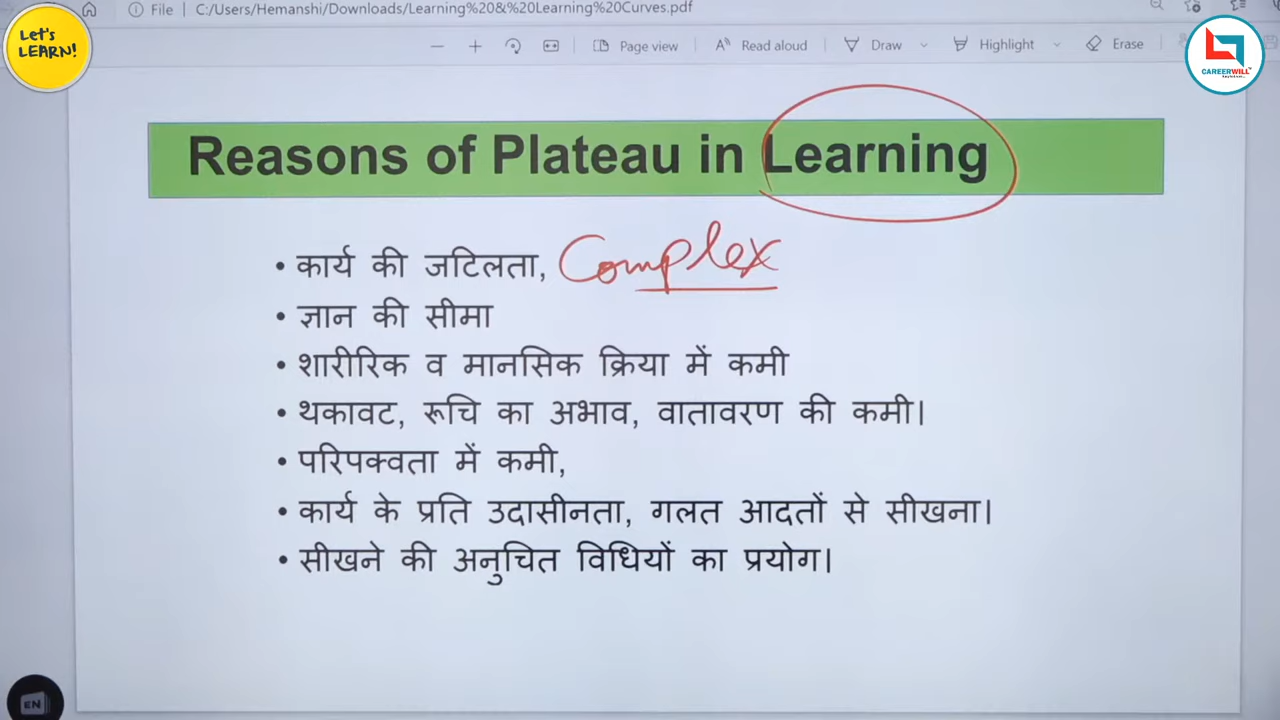 Let's
LEARN!
File | C:/Users/Hemanshi/Downloads/Learning%20&%20Learning%20Curves.pdf
Page view Read aloud Draw Highlight Erase
CAREERWILL
Reasons of Plateau in Learning
• कार्य की जटिलता, Complex
• ज्ञान की सीमा
• शारीरिक व मानसिक क्रिया में कमी
• थकावट, रूचि का अभाव, वातावरण की कमी।
• परिपक्वता में कमी,
• कार्य के प्रति उदासीनता, गलत आदतों से सीखना।
• सीखने की अनुचित विधियों का प्रयोग।
EN